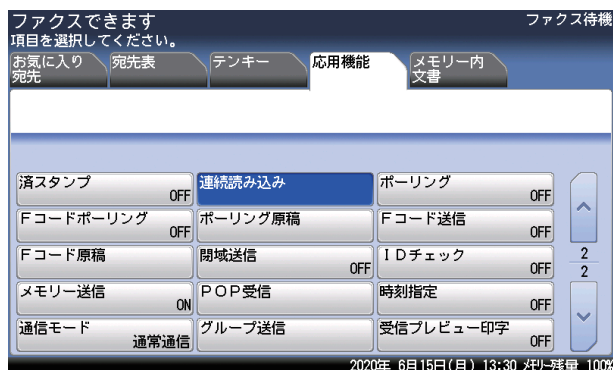 ファクスできます
ファクス待機
項目を選択してください。
お気に入り
宛先
宛先表
テンキー
応用機能
メモリー内
文書
済スタンプ
OFF
連続読み込み
ポーリング
OFF
Fコードポーリング
OFF
ポーリング原稿
Fコード送信
OFF
Fコード原稿
閉域送信
OFF
IDチェック
OFF
2
2
メモリー送信
ON
POP受信
時刻指定
OFF
通信モード
通常通信
グループ送信
受信プレビュー印字
OFF
2020年 6月15日(月) 13:30 メモリー残量 100%